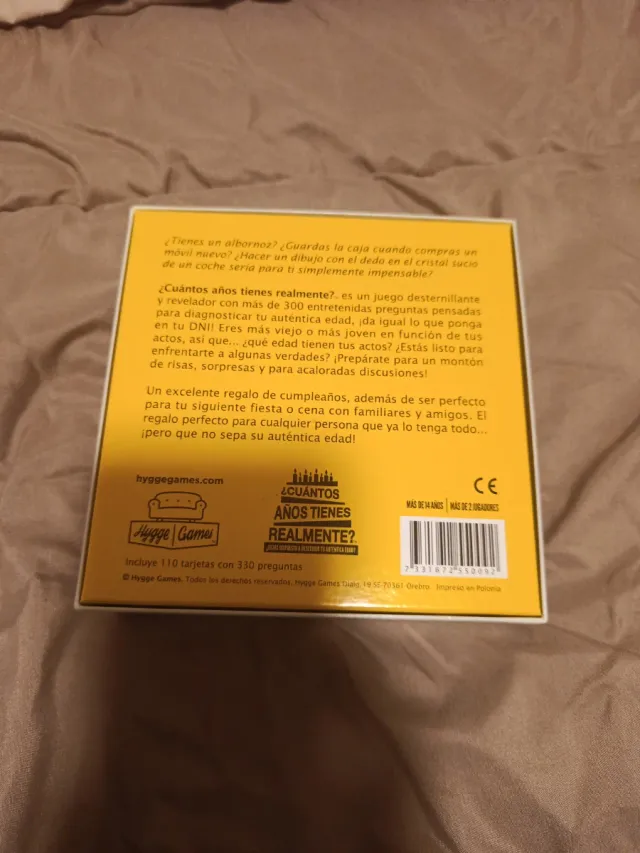 ¿Tienes un albornoz? ¿Guardas la caja cuando compras un
móvil nuevo? ¿Hacer un dibujo con el dedo en el cristal sucio
de un coche sería para ti simplemente impensable?
¿Cuántos años tienes realmente?® es un juego desternillante
y revelador con más de 300 entretenidas preguntas pensadas
para diagnosticar tu auténtica edad, ¡da igual lo que ponga
en tu DNI! Eres más viejo o más joven en función de tus
actos, así que... ¿qué edad tienen tus actos? ¿Estás listo para
enfrentarte a algunas verdades? ¡Prepárate para un montón
de risas, sorpresas y para acaloradas discusiones!
Un excelente regalo de cumpleaños, además de ser perfecto
para tu siguiente fiesta o cena con familiares y amigos. El
regalo perfecto para cualquier persona que ya lo tenga todo...
¡pero que no sepa su auténtica edad!
hyggegames.com
Hygge Games
¿CUÁNTOS
AÑOS TIENES
REALMENTE?
CE
MÁS DE 14 AÑOS | MÁS DE 2 JUGADORES
7 331672 550092
Incluye 110 tarjetas con 330 preguntas
© Hygge Games. Todos los derechos reservados. Hygge Games 70361 Örebro. Impreso en Polonia